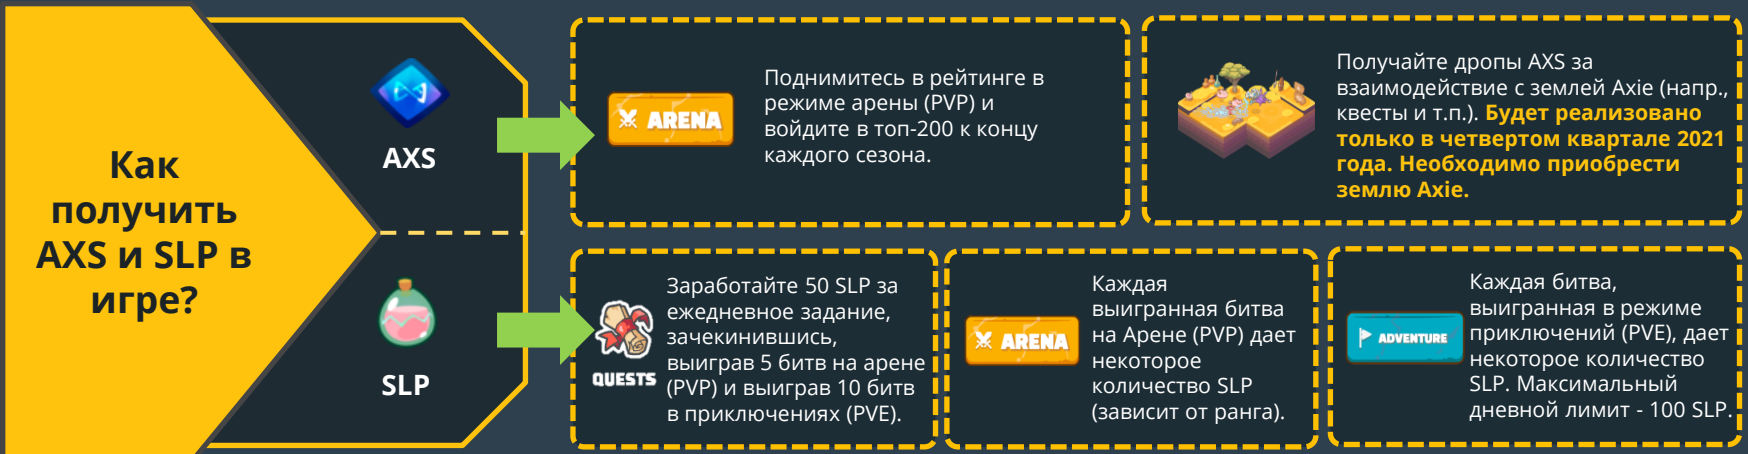 Как
получить
AXS и SLP в
игре?
AXS
ARENA
Поднимитесь в рейтинге в
режиме арены (PVP) и
войдите в топ-200 к концу
каждого сезона.
Получайте дропы AXS за
взаимодействие с землей Axie (напр.,
квесты и т.п.). Будет реализовано
только в четвертом квартале 2021
года. Необходимо приобрести
землю Axie.
SLP
QUESTS
Заработайте 50 SLP за
ежедневное задание,
зачекинившись,
выиграв 5 битв на арене
(PVP) и выиграв 10 битв
в приключениях (PVE).
ARENA
Каждая
выигранная битва
на Арене (PVP) дает
некоторое
количество SLP
(зависит от ранга).
ADVENTURE
Каждая битва,
выигранная в режиме
приключений (PVE), дает
некоторое количество
SLP. Максимальный
дневной лимит - 100 SLP.